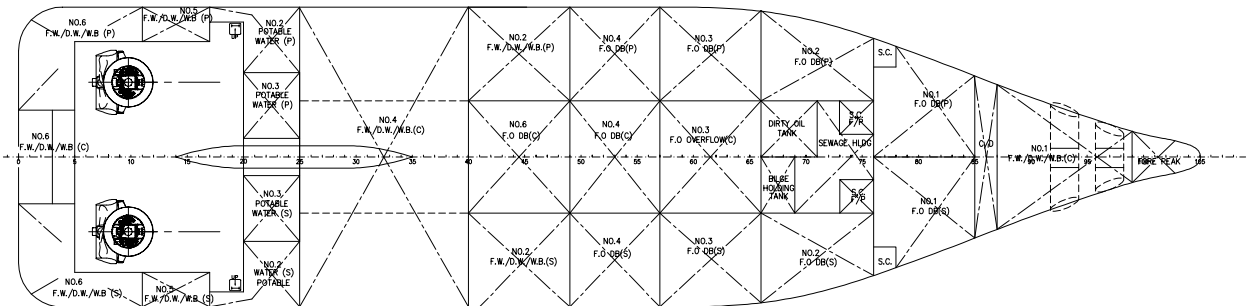 NO.6
F.W./D.W./W.B (P)
NO.5
F.W./D.W./W.B (P)
NO.2
POTABLE
WATER (P)
UP
NO.3
POTABLE
WATER (P)
NO.6
F.W./D.W./W.B (C)
NO.4
F.W./D.W./W.B.(C)
NO.3
POTABLE
WATER (S)
NO.2
WATER (S)
POTABLE
UP
NO.6
F.W./D.W./W.B (S)
NO.5
F.W./D.W./W.B (S)
NO.2
F.W./D.W./W.B.(P)
NO.4
F.O DB(P)
NO.3
F.O DB(P)
NO.2
F.O DB(P)
S.C.
NO.1
F.O DB(P)
NO.6
F.O DB(C)
NO.4
F.O DB(C)
NO.3
F.O OVERFLOW(C)
DIRTY OIL
TANK
S.C
F/P
SEWAGE HLDG
BILGE
HOLDING
TANK
S.C
F/P
C/D
NO.1
F.W./D.W./W.B.(C)
FORE PEAK
NO.2
F.W./D.W./W.B.(S)
NO.4
F.O DB(S)
NO.3
F.O DB(S)
NO.2
F.O DB(S)
S.C.
NO.1
F.O DB(S)
0 5 10 15 20 25 30 35 40 45 50 55 60 65 70 75 85 90 95 105